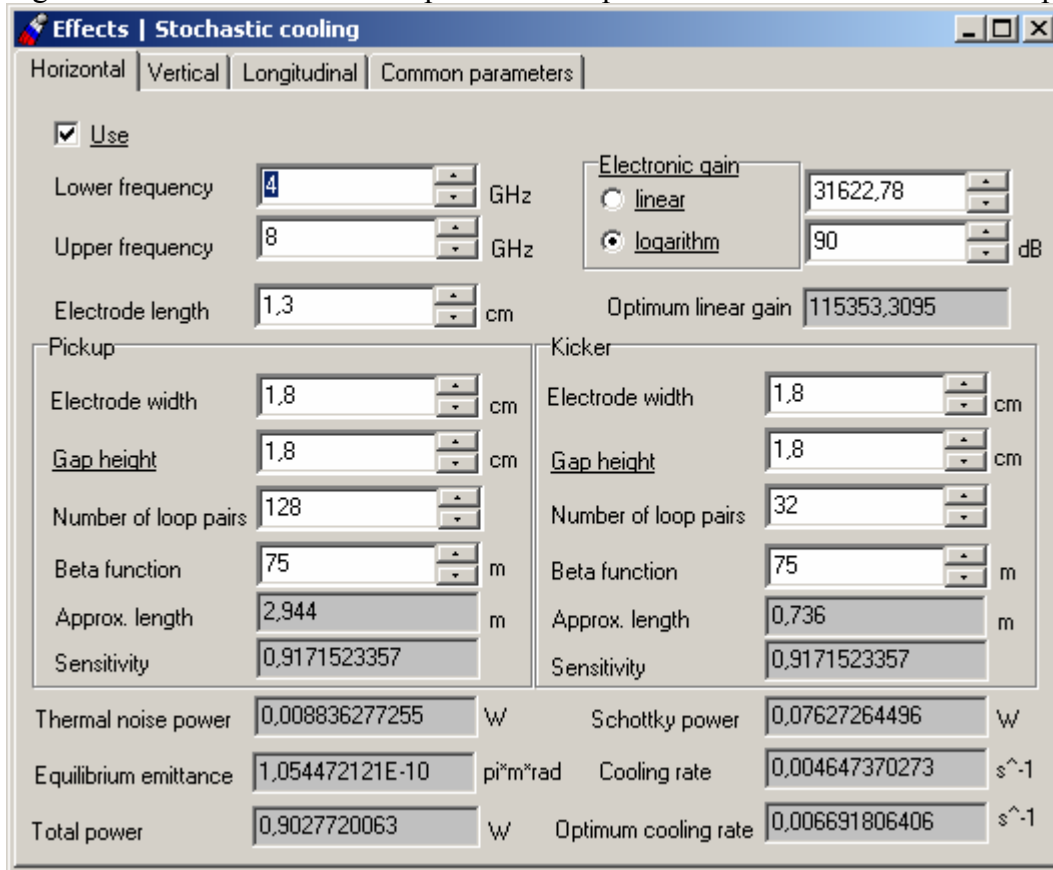 Effects | Stochastic cooling
Horizontal Vertical Longitudinal Common parameters
Use
Lower frequency 4 GHz
Upper frequency 8 GHz
Electrode length 1,3 cm
Electronic gain
linear 31622,78
logarithm 90 dB
Optimum linear gain 115353,3095
Pickup
Electrode width 1,8 cm
Gap height 1,8 cm
Number of loop pairs 128
Beta function 75 m
Approx. length 2,944 m
Sensitivity 0,9171523357
Kicker
Electrode width 1,8 cm
Gap height 1,8 cm
Number of loop pairs 32
Beta function 75 m
Approx. length 0,736 m
Sensitivity 0,9171523357
Thermal noise power 0,008836277255 W Schottky power 0,07627264496 W
Equilibrium emittance 1,054472121E-10 pi*m*rad Cooling rate 0,004647370273 s^-1
Total power 0,9027720063 W Optimum cooling rate 0,006691806406 s^-1